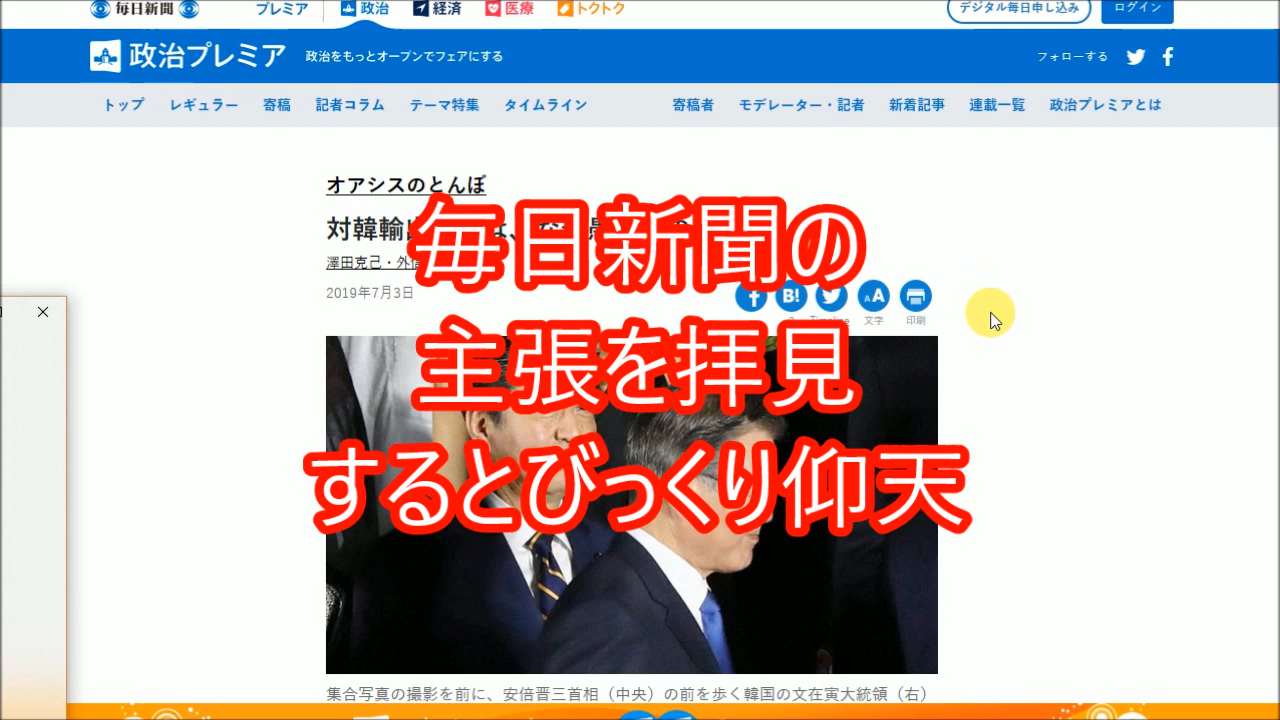 毎日新聞
プレミア
政治
経済
医療
トクトク
デジタル毎日申し込み
ログイン
政治プレミア
政治をもっとオープンでフェアにする
フォローする
トップ
レギュラー
寄稿
記者コラム
テーマ特集
タイムライン
寄稿者
モデレーター・記者
新着記事
連載一覧
政治プレミアとは
オアシスのとんぼ
対韓輸
澤田克己・外信
2019年7月3日
B!
AA
文字
印刷
毎日新聞の
主張を拝見
するとびっくり仰天
集合写真の撮影を前に、安倍晋三首相（中央）の前を歩く韓国の文在寅大統領（右）